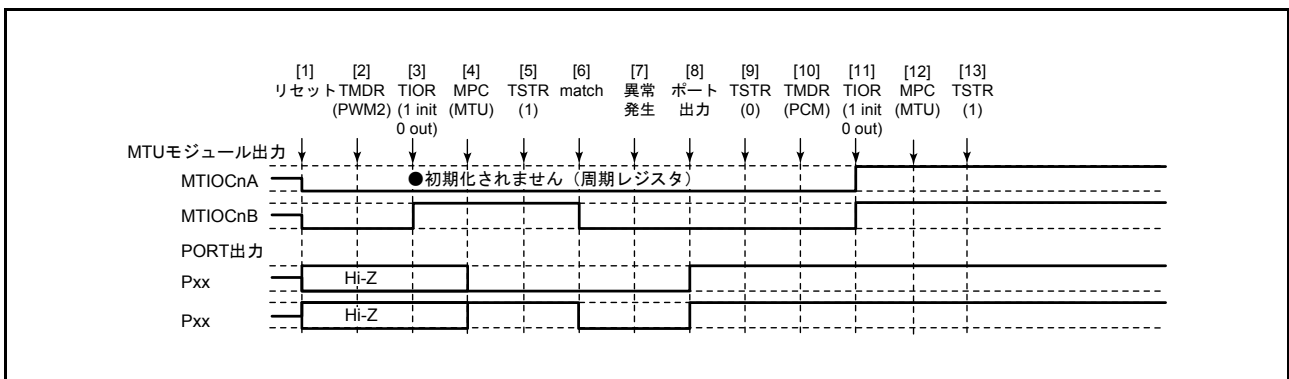 [1] [2] [3] [4] [5] [6] [7] [8] [9] [10] [11] [12] [13]
リセット TMDR TIOR MPC TSTR match 異常 ポート TSTR TMDR TIOR MPC TSTR
(PWM2) (1 init (MTU) (1) 発生 出力 (0) (PCM) (1 init (MTU) (1)
0 out) 0 out)
MTUモジュール出力
MTIOCnA ●初期化されません（周期レジスタ）
MTIOCnB
PORT出力
Pxx Hi-Z
Pxx Hi-Z